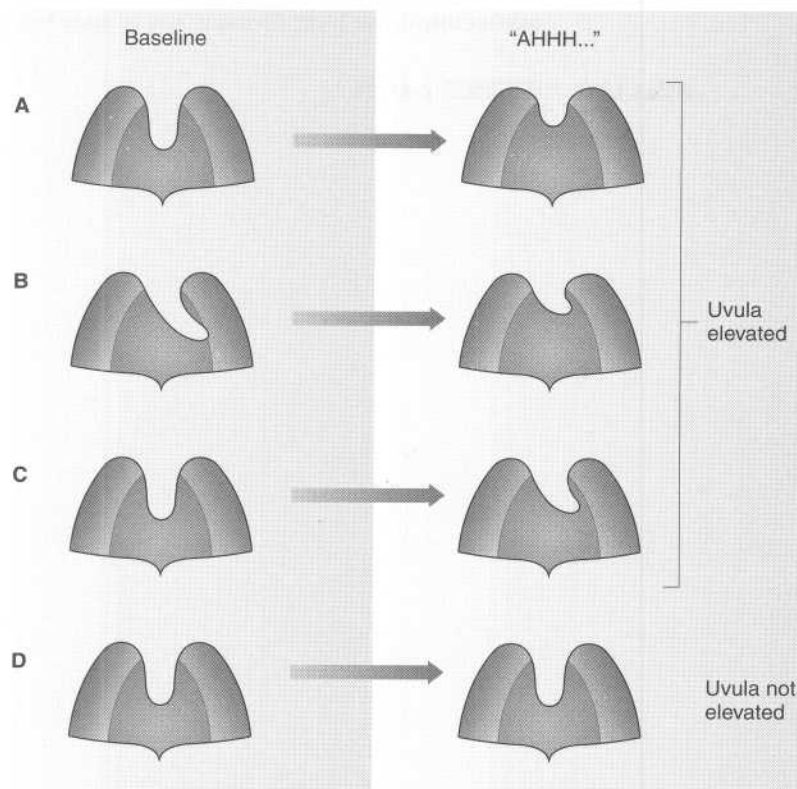 Baseline
“AHHH...”
A
B
Uvula
elevated
C
D
Uvula not
elevated